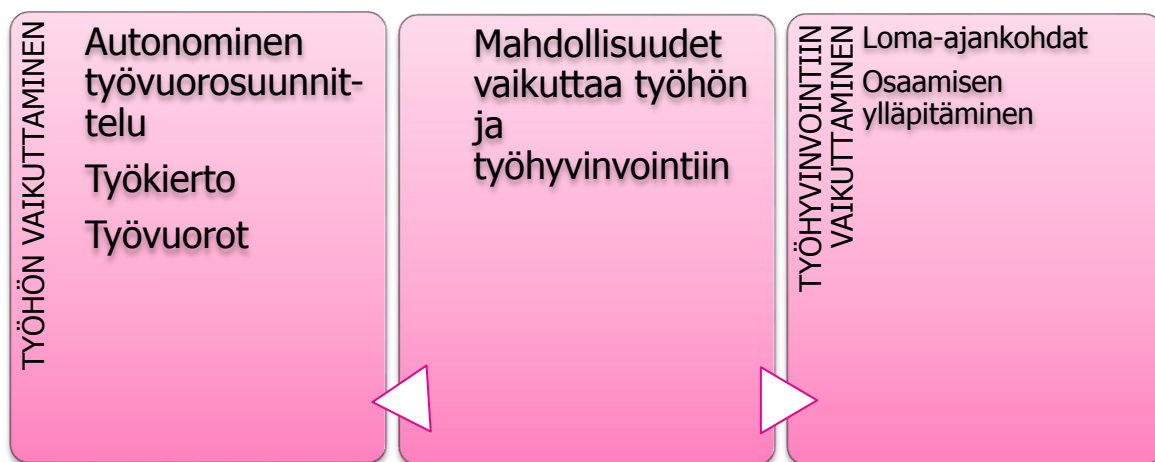 TYÖHÖN VAIKUTTAMINEN
Autonominen
työvuorosuunnit-
telu
Työkierto
Työvuorot
Mahdollisuudet
vaikuttaa työhön
ja
työhyvinvointiin
TYÖHYVINVOINTIIN
VAIKUTTAMINEN
Loma-ajankohdat
Osaamisen
ylläpitäminen